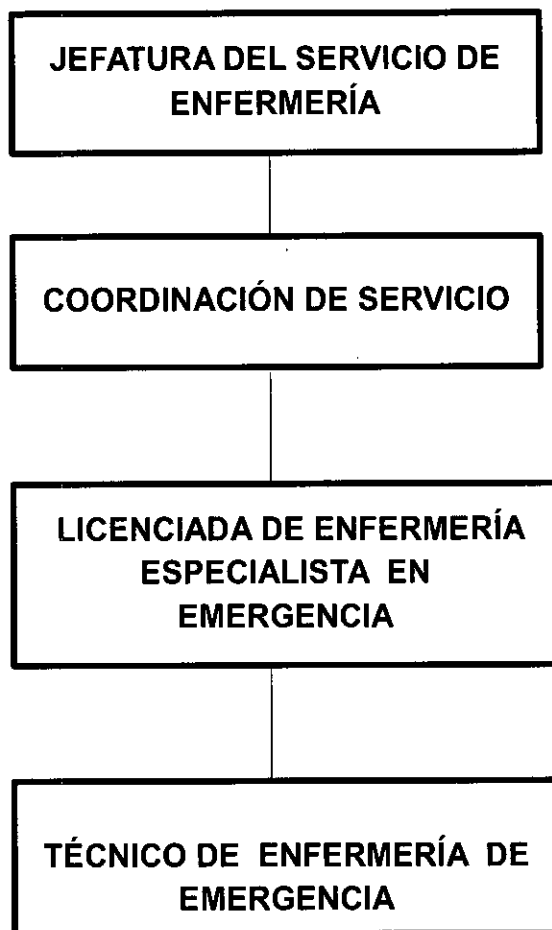 JEFATURA DEL SERVICIO DE
ENFERMERÍA
COORDINACIÓN DE SERVICIO
LICENCIADA DE ENFERMERÍA
ESPECIALISTA EN
EMERGENCIA
TÉCNICO DE ENFERMERÍA DE
EMERGENCIA